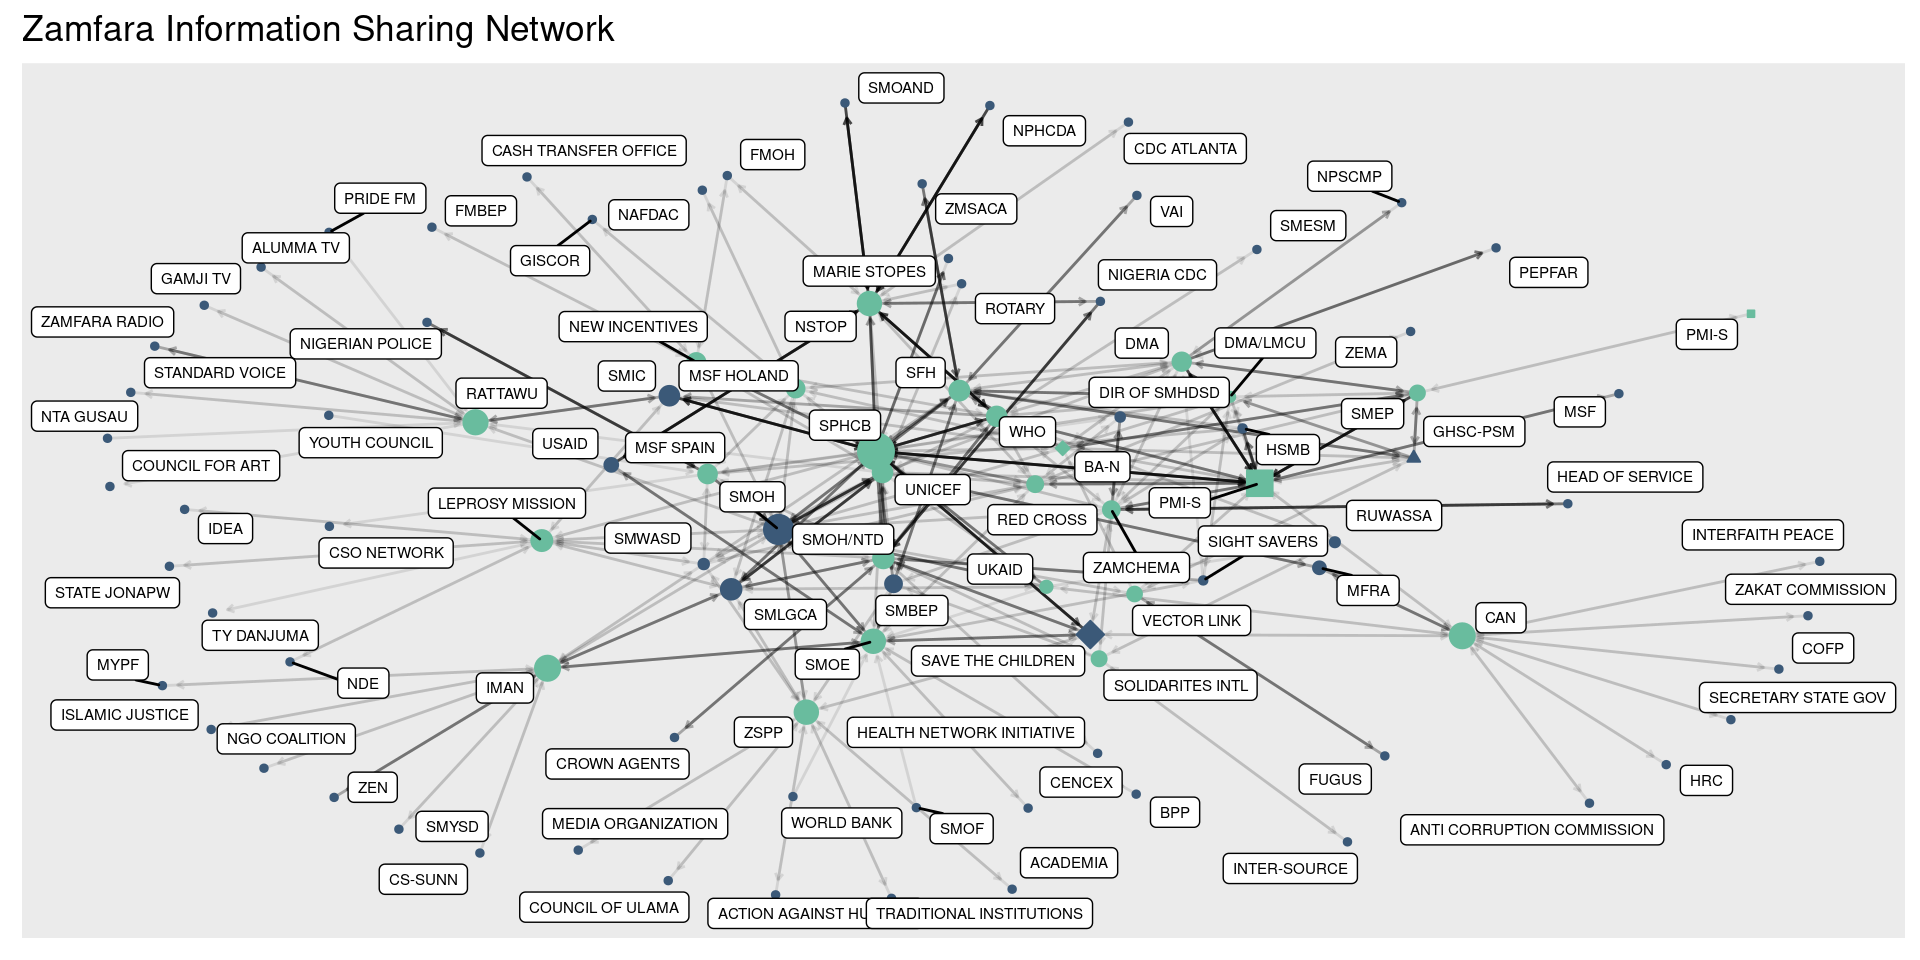 Zamfara Information Sharing Network
SMOAND
NPHCDA
CDC ATLANTA
CASH TRANSFER OFFICE
FMOH
NPSCMP
PRIDE FM
FMBEP
NAFDAC
ZMSACA
VAI
SMESM
ALUMMA TV
GISCOR
MARIE STOPES
NIGERIA CDC
PEPFAR
GAMJI TV
ROTARY
ZAMFARA RADIO
NEW INCENTIVES
NSTOP
PMI-S
NIGERIAN POLICE
DMA
DMA/LMCU
ZEMA
STANDARD VOICE
SMIC
MSF HOLAND
SFH
RATTAWU
DIR OF SMHDSD
NTA GUSAU
SMEP
MSF
YOUTH COUNCIL
USAID
MSF SPAIN
SPHCB
WHO
GHSC-PSM
HSMB
COUNCIL FOR ART
BA-N
HEAD OF SERVICE
LEPROSY MISSION
SMOH
UNICEF
PMI-S
RUWASSA
IDEA
RED CROSS
CSO NETWORK
SMWASD
SMOH/NTD
SIGHT SAVERS
INTERFAITH PEACE
UKAID
ZAMCHEMA
STATE JONAPW
MFRA
ZAKAT COMMISSION
TY DANJUMA
SMLGCA
SMBEP
VECTOR LINK
CAN
COFP
MYPF
NDE
IMAN
SMOE
SAVE THE CHILDREN
SOLIDARITES INTL
SECRETARY STATE GOV
ISLAMIC JUSTICE
NGO COALITION
ZSPP
HEALTH NETWORK INITIATIVE
CROWN AGENTS
CENCEX
FUGUS
HRC
ZEN
BPP
SMYSD
MEDIA ORGANIZATION
WORLD BANK
SMOF
ANTI CORRUPTION COMMISSION
ACADEMIA
INTER-SOURCE
CS-SUNN
COUNCIL OF ULAMA
ACTION AGAINST
TRADITIONAL INSTITUTIONS